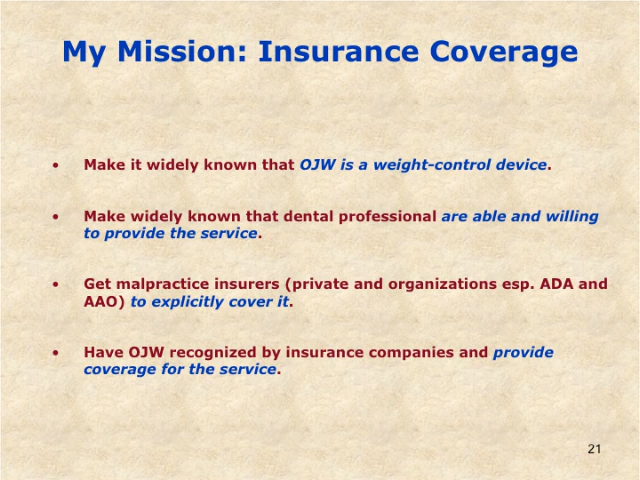 My Mission: Insurance Coverage
• Make it widely known that OJW is a weight-control device.
• Make widely known that dental professional are able and willing
to provide the service.
• Get malpractice insurers (private and organizations esp. ADA and
AAO) to explicitly cover it.
• Have OJW recognized by insurance companies and provide
coverage for the service.
21